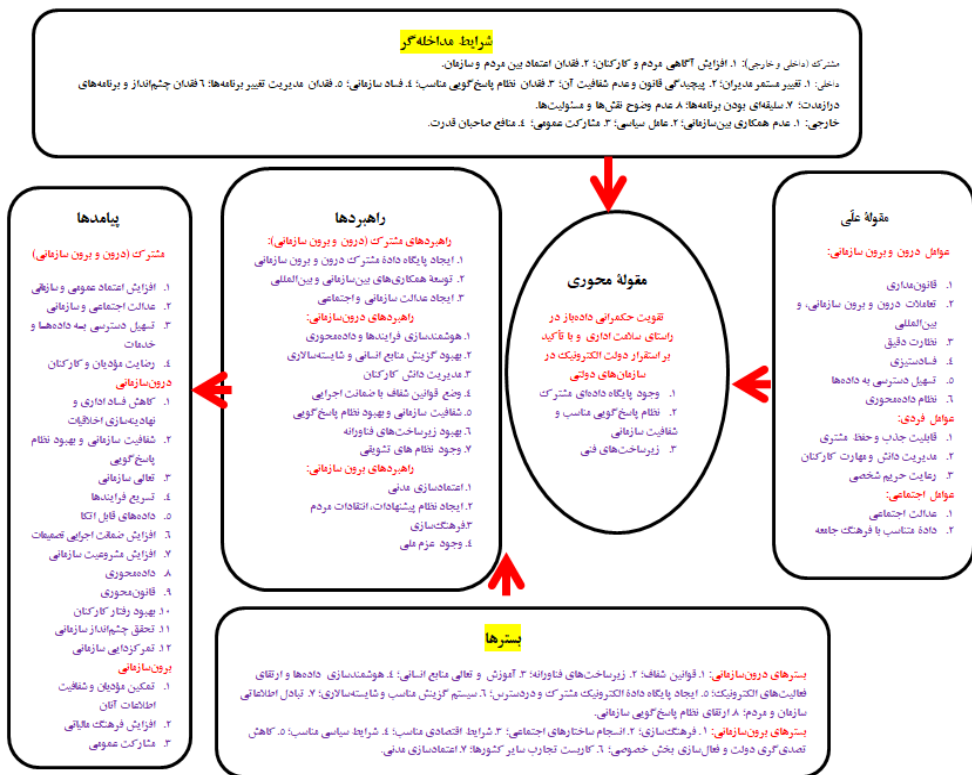 شرایط مداخله‌گر
مشترک (داخلی و خارجی): ۱. افزایش آگاهی مردم و کارکنان؛ ۲. فقدان اعتماد بین مردم و سازمان.
داخلی: ۱. تغییر مستمر مدیران؛ ۲. پیچیدگی قانون و عدم شفافیت آن؛ ۳. فقدان نظام پاسخ‌گویی مناسب؛ ۴. فساد سازمانی؛ ۵. فقدان مدیریت تغییر برنامه‌ها؛ ۶ فقدان چشم‌انداز و برنامه‌های
درازمدت؛ ۷. سلیقه‌ای بودن برنامه‌ها؛ ۸. عدم وضوح نقش‌ها و مسئولیت‌ها.
خارجی: ۱. عدم همکاری بین‌سازمانی؛ ۲. عامل سیاسی؛ ۳. مشارکت عمومی؛ ۴. منافع صاحبان قدرت.
مقولهٔ علّی
عوامل درون و برون سازمانی:
۱. قانون‌مداری
۲. تعاملات درون و برون سازمانی، و
بین‌المللی
۳. نظارت دقیق
۴. فسادستیزی
۵. تسهیل دسترسی به داده‌ها
۶. نظام داده‌محوری
عوامل فردی:
۱. قابلیت جذب و حفظ مشتری
۲. مدیریت دانش و مهارت کارکنان
۳. رعایت حریم شخصی
عوامل اجتماعی:
۱. عدالت اجتماعی
۲. دادهٔ متناسب با فرهنگ جامعه
مقولهٔ محوری
تقویت حکمرانی داده‌باز در
راستای سلامت اداری و با تأکید
بر استقرار دولت الکترونیک در
سازمان‌های دولتی
۱. وجود پایگاه داده‌ای مشترک
۲. نظام پاسخ‌گویی مناسب و
شفافیت سازمانی
۳. زیرساخت‌های فنی
راهبردها
راهبردهای مشترک (درون و برون سازمانی):
۱. ایجاد پایگاه دادهٔ مشترک درون و برون سازمانی
۲. توسعهٔ همکاری‌های بین‌سازمانی و بین‌المللی
۳. ایجاد عدالت سازمانی و اجتماعی
راهبردهای درون‌سازمانی:
۱. هوشمندسازی فرایندها و داده‌محوری
۲. بهبود گزینش منابع انسانی و شایسته‌سالاری
۳. مدیریت دانش کارکنان
۴. وضع قوانین شفاف با ضمانت اجرایی
۵. شفافیت سازمانی و بهبود نظام پاسخ‌گویی
۶. بهبود زیرساخت‌های فناورانه
۷. وجود نظام های تشویقی
راهبردهای برون سازمانی:
۱. اعتمادسازی مدنی
۲. ایجاد نظام پیشنهادات، انتقادات مردم
۳. فرهنگ‌سازی
۴. وجود عزم ملی
پیامدها
مشترک (درون و برون سازمانی)
۱. افزایش اعتماد عمومی و سازمانی
۲. عدالت اجتماعی و سازمانی
۳. تسهیل دسترسی به داده‌ها و
خدمات
۴. رضایت مؤدیان و کارکنان
درون‌سازمانی
۱. کاهش فساد اداری و
نهادینه‌سازی اخلاقیات
۲. شفافیت سازمانی و بهبود نظام
پاسخ‌گویی
۳. تعالی سازمانی
۴. تسریع فرایندها
۵. داده‌های قابل اتکا
۶. افزایش ضمانت اجرایی تصمیمات
۷. افزایش مشروعیت سازمانی
۸. داده‌محوری
۹. قانون‌محوری
۱۰. بهبود رفتار کارکنان
۱۱. تحقق چشم‌انداز سازمانی
۱۲. تمرکززدایی سازمانی
برون‌سازمانی
۱. تمکین مؤدیان و شفافیت
اطلاعات آنان
۲. افزایش فرهنگ مالیاتی
۳. مشارکت عمومی
بسترها
بسترهای درون‌سازمانی: ۱. قوانین شفاف؛ ۲. زیرساخت‌های فناورانه؛ ۳. آموزش و تعالی منابع انسانی؛ ۴. هوشمندسازی داده‌ها و ارتقای
فعالیت‌های الکترونیک؛ ۵. ایجاد پایگاه دادهٔ الکترونیک مشترک و دردسترس؛ ۶. سیستم گزینش مناسب و شایسته‌سالاری؛ ۷. تبادل اطلاعاتی
سازمان و مردم؛ ۸. ارتقای نظام پاسخ‌گویی سازمانی.
بسترهای برون‌سازمانی: ۱. فرهنگ‌سازی؛ ۲. انسجام ساختارهای اجتماعی؛ ۳. شرایط اقتصادی مناسب؛ ۴. شرایط سیاسی مناسب؛ ۵. کاهش
تصدی‌گری دولت و فعال‌سازی بخش خصوصی؛ ۶. کاربست تجارب سایر کشورها؛ ۷. اعتمادسازی مدنی.